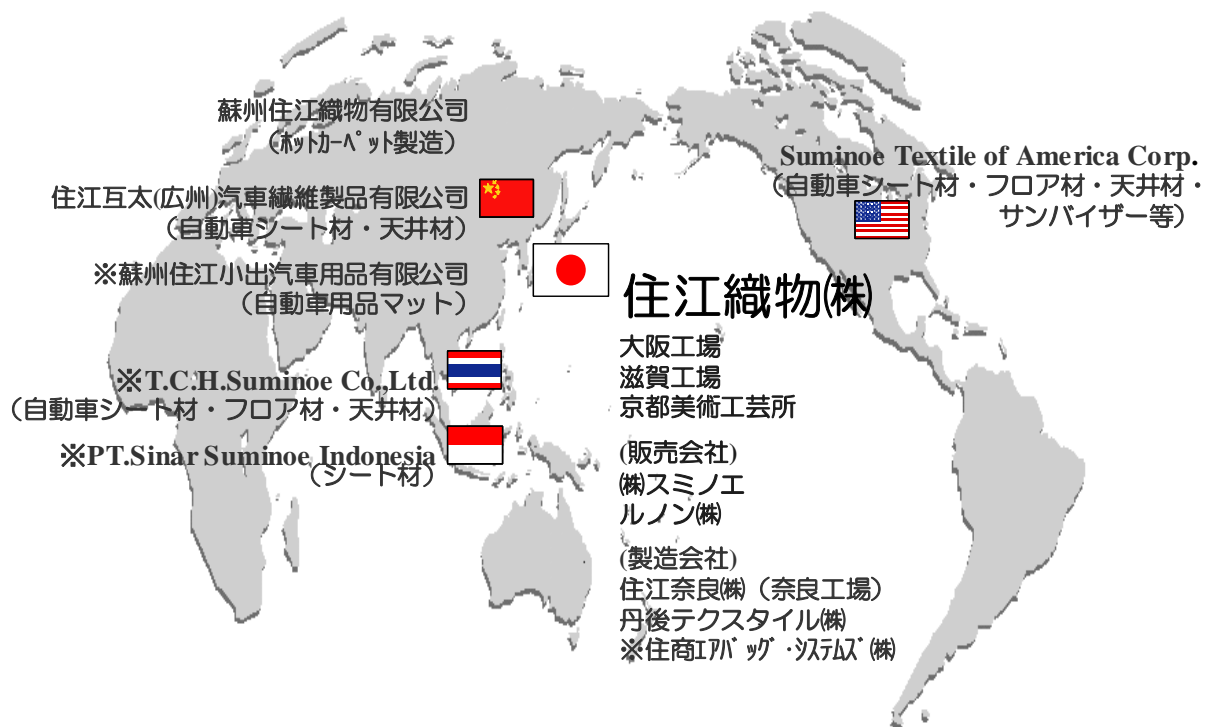 蘇州住江織物有限公司
(ﾎｯﾄｶｰﾍﾟｯﾄ製造)
住江互太(広州)汽車繊維製品有限公司
(自動車シート材・天井材)
※蘇州住江小出汽車用品有限公司
(自動車用品マット)
※T.C.H.Suminoe Co.,Ltd.
(自動車シート材・フロア材・天井材)
※PT.Sinar Suminoe Indonesia
(シート材)
Suminoe Textile of America Corp.
(自動車シート材・フロア材・天井材・
サンバイザー等)
住江織物㈱
大阪工場
滋賀工場
京都美術工芸所
(販売会社)
㈱スミノエ
ルノン㈱
(製造会社)
住江奈良㈱(奈良工場)
丹後テクスタイル㈱
※住商ｴｱﾊﾞｯｸﾞ･ｼｽﾃﾑｽﾞ㈱